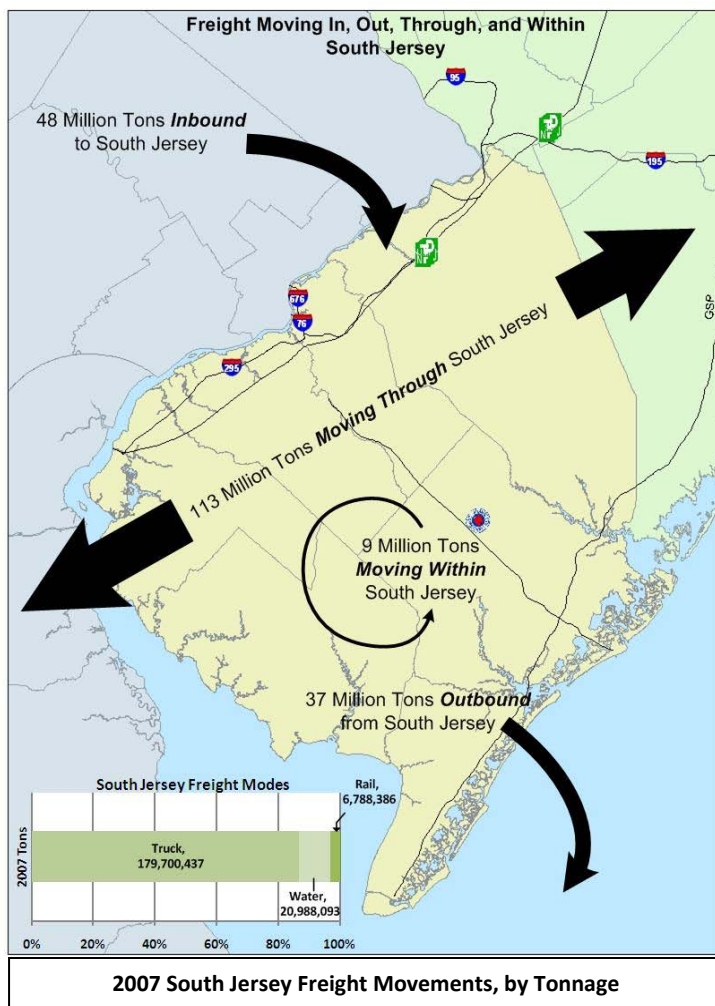 Freight Moving In, Out, Through, and Within
South Jersey
95
48 Million Tons Inbound
to South Jersey
195
GSP
676
76
295
113 Million Tons Moving Through South Jersey
9 Million Tons
Moving Within
South Jersey
37 Million Tons Outbound
from South Jersey
South Jersey Freight Modes
Rail,
6,788,386
2007 Tons
Truck,
179,700,437
Water,
20,988,093
0% 20% 40% 60% 80% 100%
2007 South Jersey Freight Movements, by Tonnage